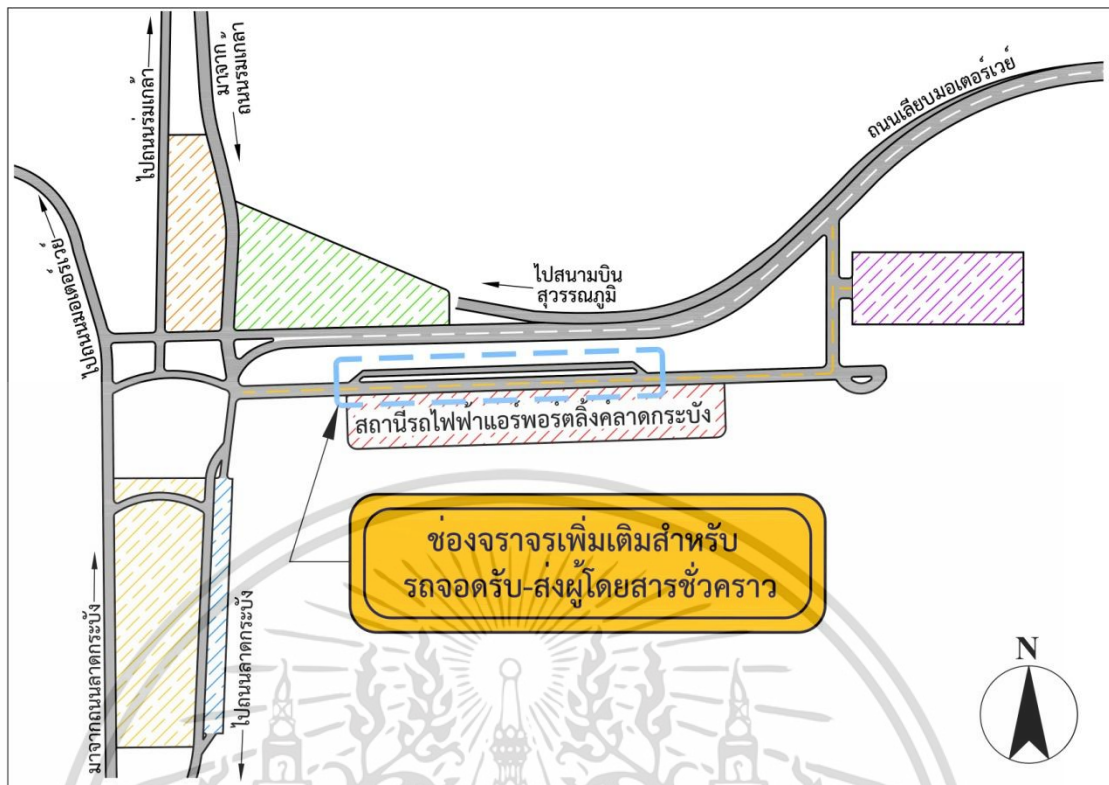 ไปถนนร่มเกล้า
มาจาก
ถนนร่มเกล้า
ถนนเลียบมอเตอร์เวย์
ไปถนนมอเตอร์เวย์
ไปสนามบิน
สุวรรณภูมิ
สถานีรถไฟฟ้าแอร์พอร์ตลิ้งค์ลาดกระบัง
ช่องจราจรเพิ่มเติมสำหรับ
รถจอดรับ-ส่งผู้โดยสารชั่วคราว
มาจากถนนลาดกระบัง
ไปถนนลาดกระบัง
N